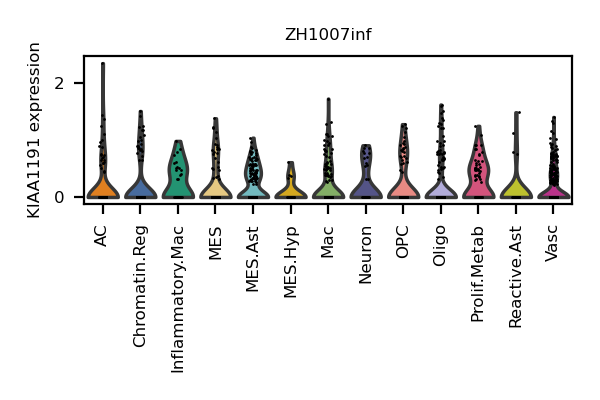 ZH1007inf
KIAA1191 expression
2
0
AC
Chromatin.Reg
Inflammatory.Mac
MES
MES.Ast
MES.Hyp
Mac
Neuron
OPC
Oligo
Prolif.Metab
Reactive.Ast
Vasc